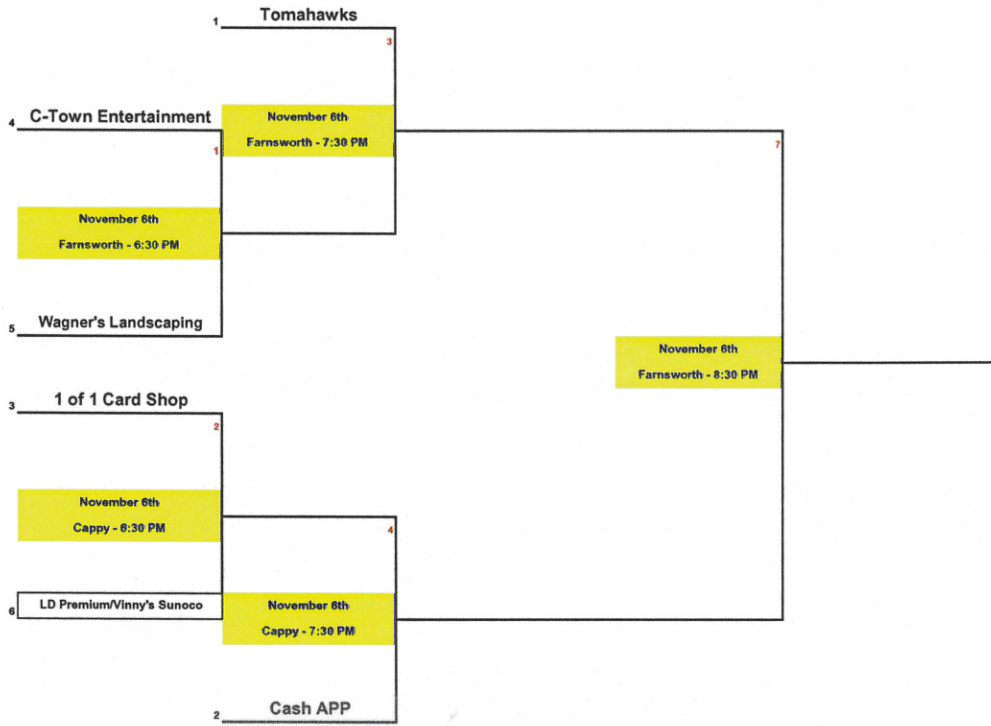 1 Tomahawks
3
4 C-Town Entertainment
November 6th
Farnsworth - 7:30 PM
1
7
November 6th
Farnsworth - 6:30 PM
5 Wagner's Landscaping
November 6th
Farnsworth - 8:30 PM
3 1 of 1 Card Shop
2
November 6th
Cappy - 6:30 PM
4
6 LD Premium/Vinny's Sunoco
November 6th
Cappy - 7:30 PM
2 Cash APP